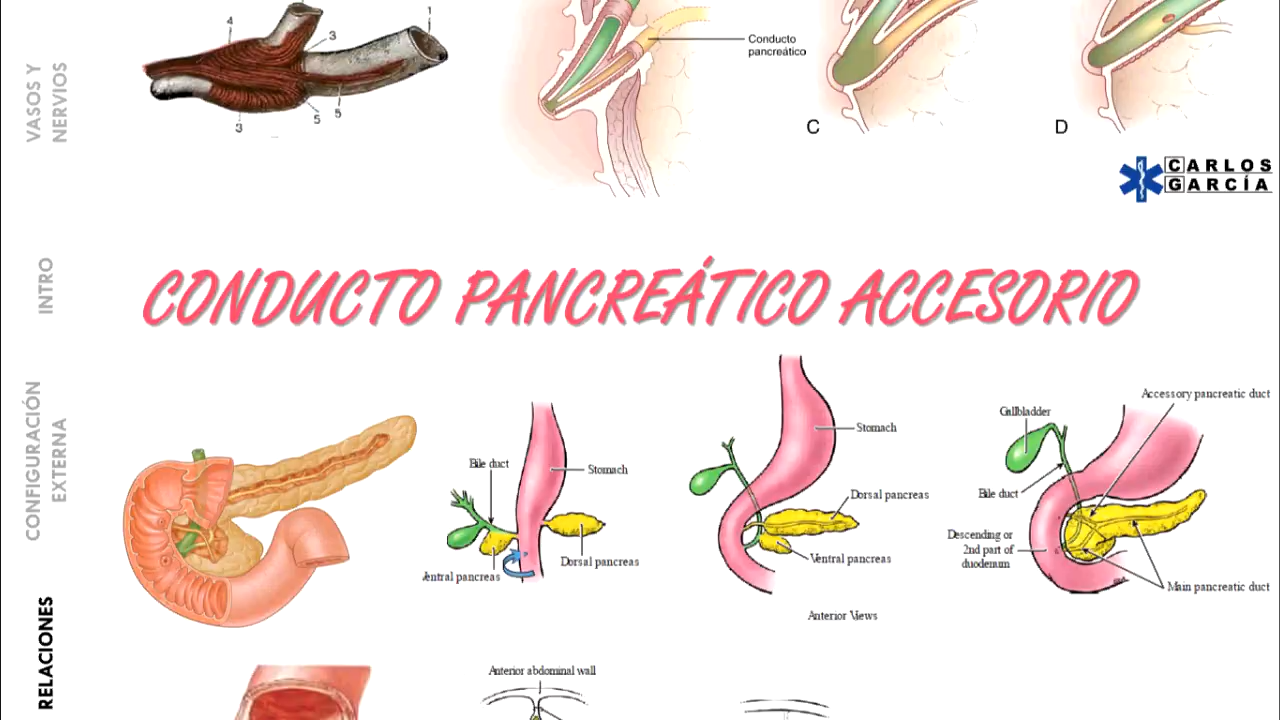 VASOS Y
NERVIOS
INTRO
CONFIGURACIÓN
EXTERNA
RELACIONES
4
3
1
3
5
5
Conducto
pancreático
C
D
CARLOS
GARCÍA
CONDUCTO PANCREÁTICO ACCESORIO
Bile duct
Stomach
Dorsal pancreas
Ventral pancreas
Stomach
Dorsal pancreas
Ventral pancreas
Anterior Views
Accessory pancreatic duct
Gallbladder
Bile duct
Descending or
2nd part of
duodenum
Main pancreatic duct
Anterior abdominal wall